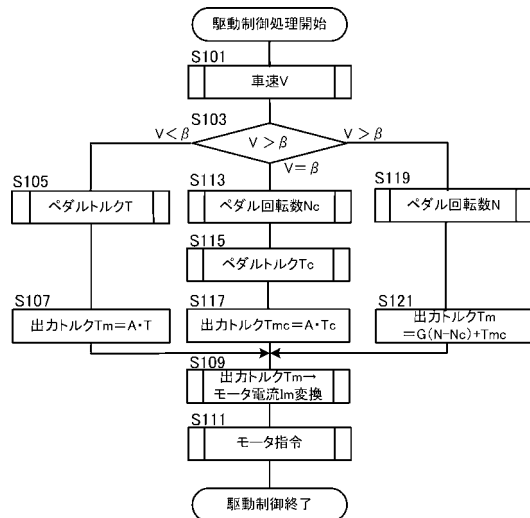 駆動制御処理開始
S101
車速V
S103
V<β
V>β
V>β
V=β
S105
ペダルトルクT
S113
ペダル回転数Nc
S119
ペダル回転数N
S115
ペダルトルクTc
S107
出力トルクTm=A・T
S117
出力トルクTmc=A・Tc
S121
出力トルクTm
=G(N-Nc)+Tmc
S109
出力トルクTm→
モータ電流Im変換
S111
モータ指令
駆動制御終了